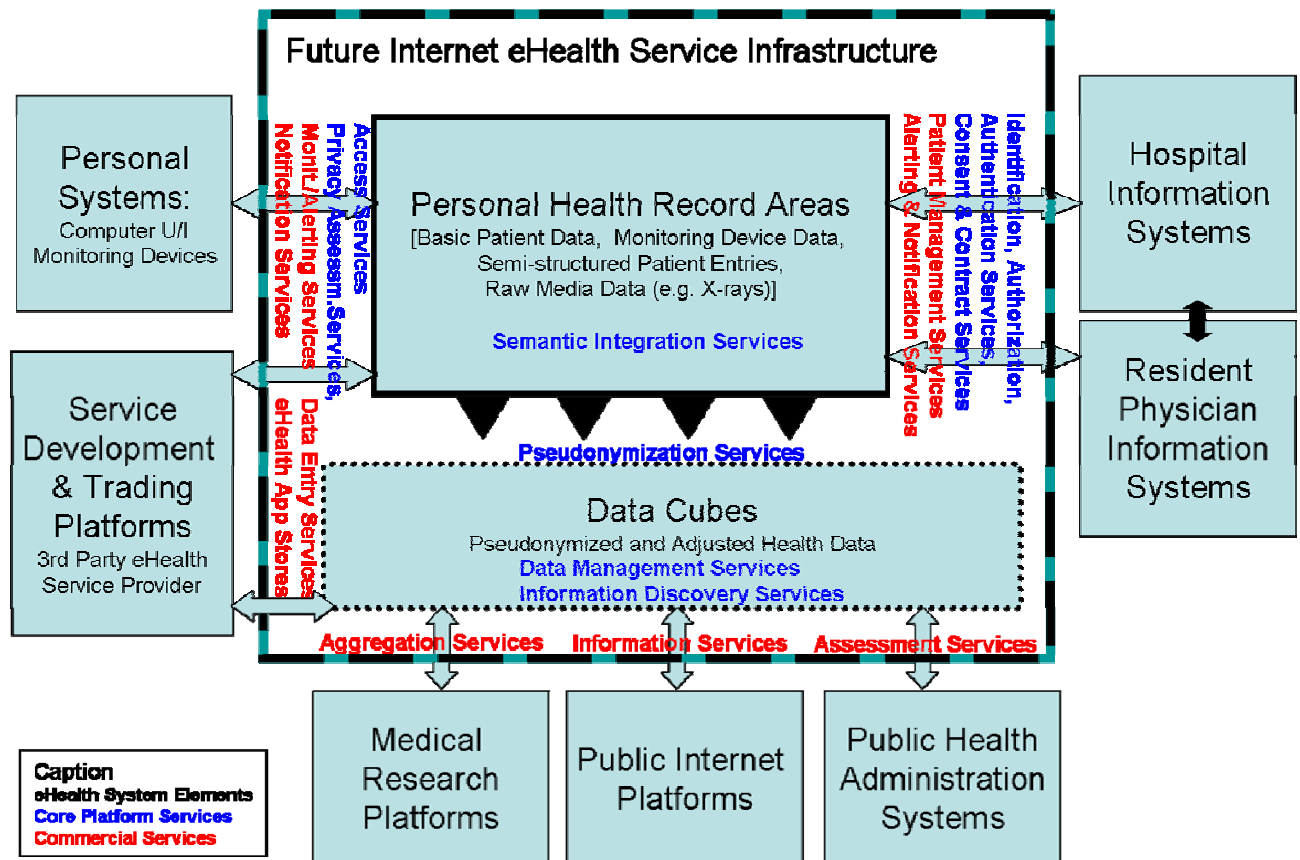 Future Internet eHealth Service Infrastructure
Personal
Systems:
Computer U/I
Monitoring Devices
Service
Development
& Trading
Platforms
3rd Party eHealth
Service Provider
Access Services
Privacy Assessm.Services,
Monit./Alerting Services
Notification Services
Data Entry Services
eHealth App Stores
Personal Health Record Areas
[Basic Patient Data, Monitoring Device Data,
Semi-structured Patient Entries,
Raw Media Data (e.g. X-rays)]
Semantic Integration Services
Pseudonymization Services
Data Cubes
Pseudonymized and Adjusted Health Data
Data Management Services
Information Discovery Services
Identification, Authorization,
Authentication Services,
Consent & Contract Services
Patient Management Services
Alerting & Notification Services
Hospital
Information
Systems
Resident
Physician
Information
Systems
Aggregation Services
Information Services
Assessment Services
Medical
Research
Platforms
Public Internet
Platforms
Public Health
Administration
Systems
Caption
eHealth System Elements
Core Platform Services
Commercial Services